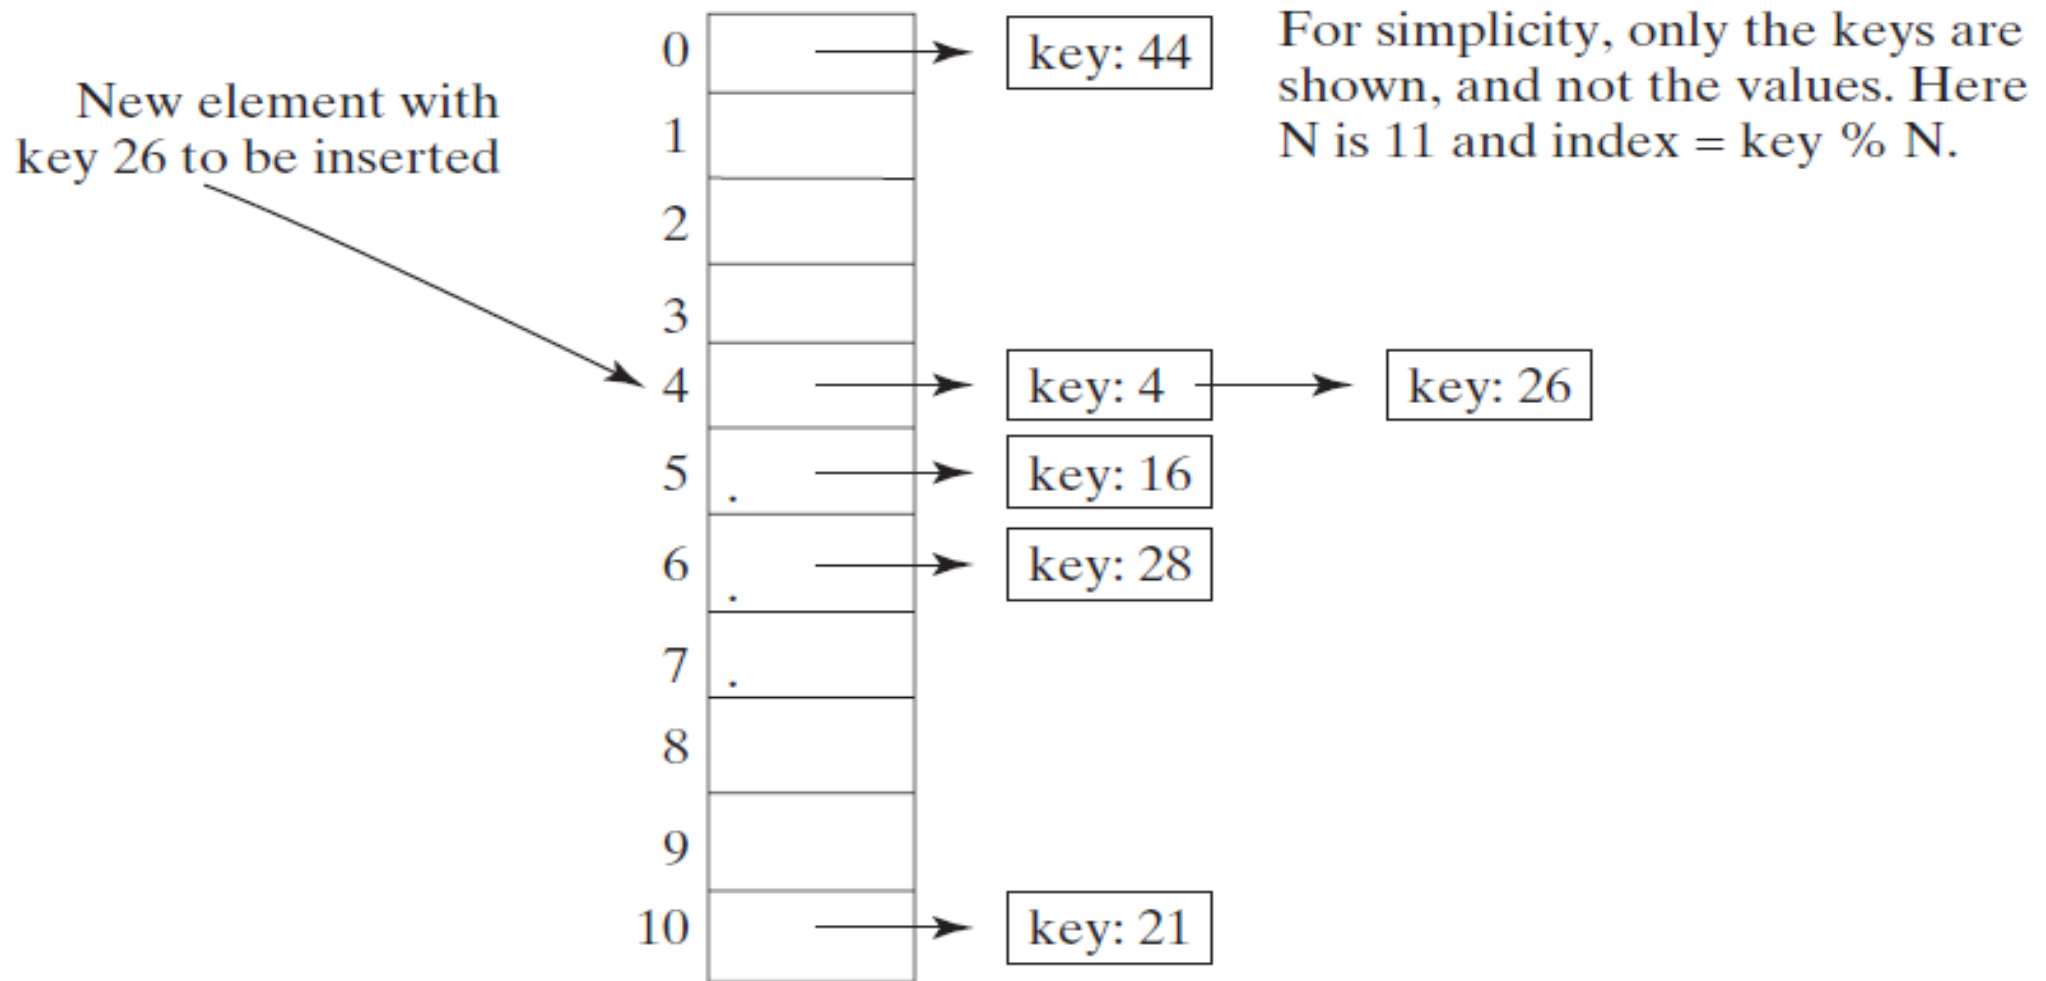 New element with
key 26 to be inserted
For simplicity, only the keys are
shown, and not the values. Here
N is 11 and index = key % N.
0 key: 44
1
2
3
4 key: 4 key: 26
5 . key: 16
6 . key: 28
7 .
8
9
10 key: 21